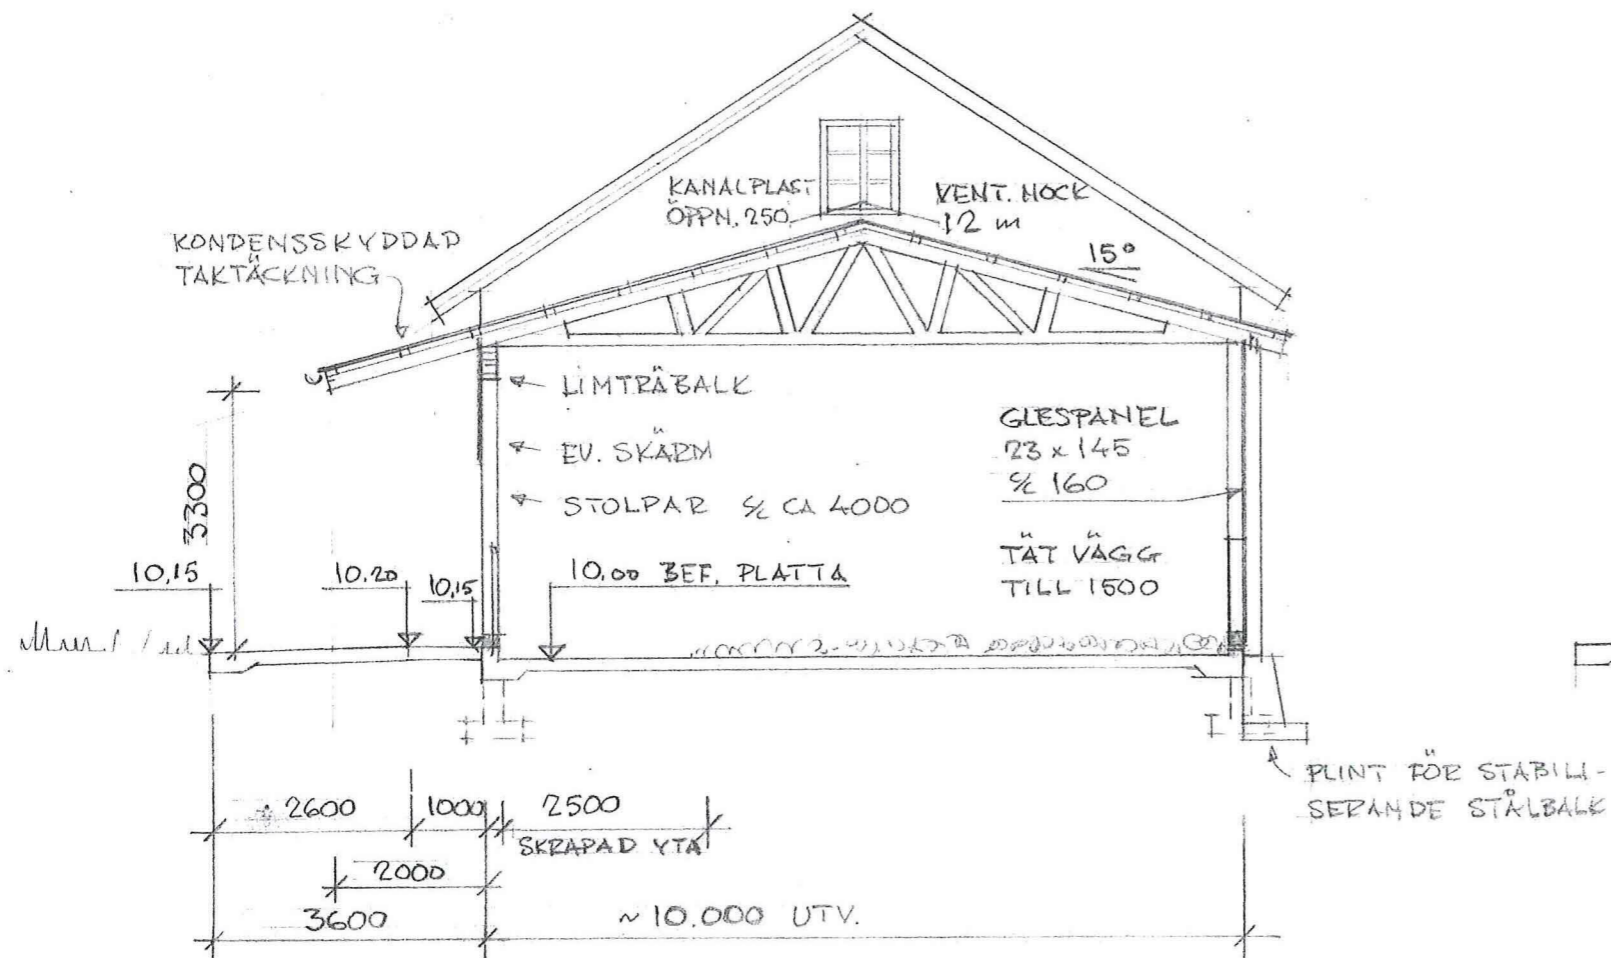 KANALPLAST
ÖPPN. 250
VENT. NOCK
12 m
KONDENSSKYDDAD
TAKTÄCKNING
15°
LIMTRÄBALK
EV. SKÄRM
STOLPAR c/c CA 4000
GLESPANEL
23 x 145
c/c 160
TÄT VÄGG
TILL 1500
3300
10,15
10.20
10,15
10,00 BEF. PLATTA
PLINT FÖR STABILI-
SERANDE STÅLBALK
2600
1000
2500
SKRAPAD YTA
2000
3600
~ 10.000 UTV.